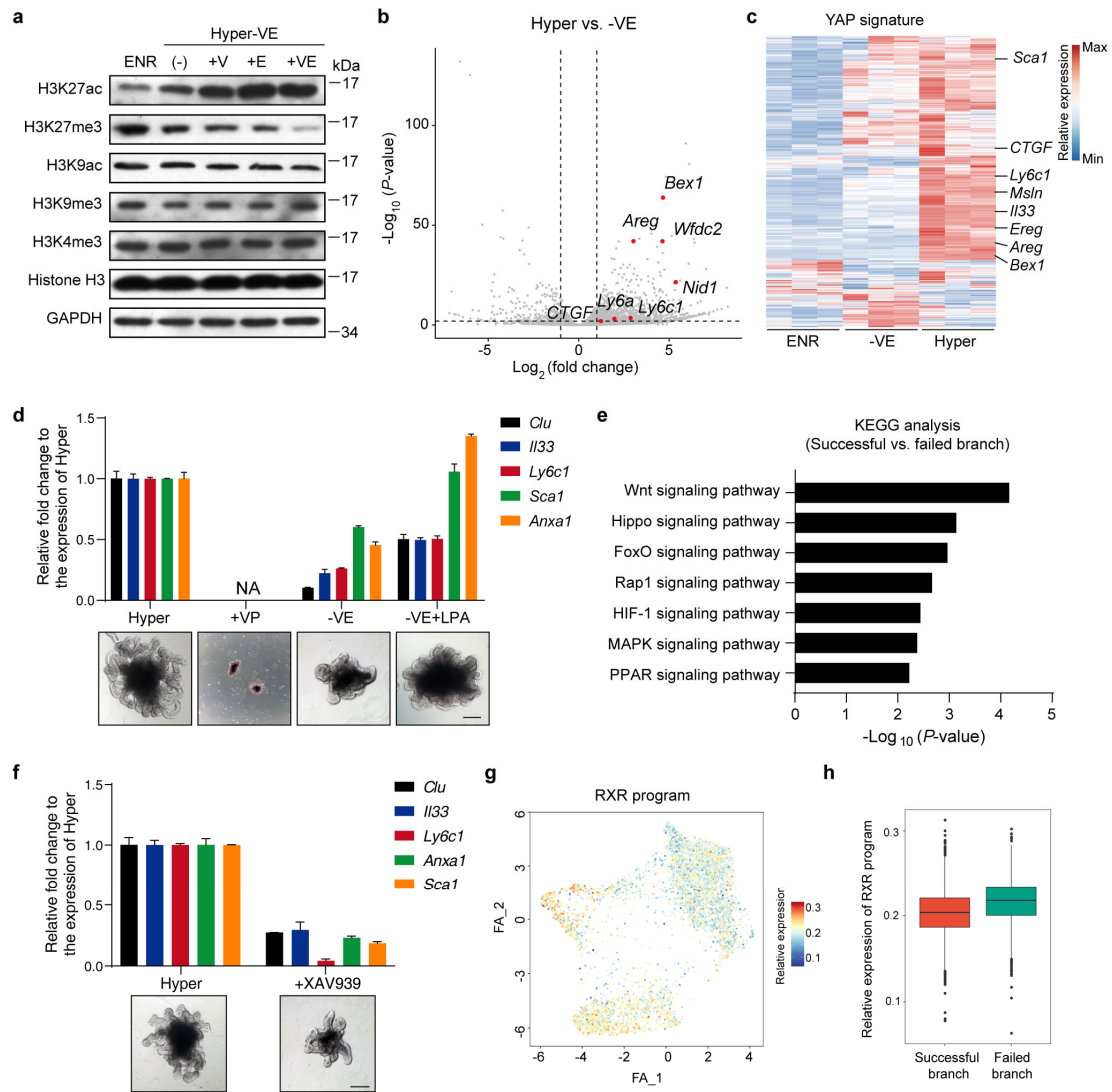 a
Hyper-VE
ENR (-) +V +E +VE kDa
H3K27ac 17
H3K27me3 17
H3K9ac 17
H3K9me3 17
H3K4me3 17
Histone H3 17
GAPDH 34
b
Hyper vs. -VE
-Log10 (P-value)
100
50
0
Bex1
Areg
Wfdc2
Nid1
Ly6a
CTGF
Ly6c1
-5 0 5
Log2 (fold change)
c
YAP signature
Sca1
CTGF
Ly6c1
Msln
Il33
Ereg
Areg
Bex1
ENR -VE Hyper
Max
Relative expression
Min
d
Relative fold change to
the expression of Hyper
1.5
1.0
0.5
0.0
NA
Clu
Il33
Ly6c1
Sca1
Anxa1
Hyper +VP -VE -VE+LPA
e
KEGG analysis
(Successful vs. failed branch)
Wnt signaling pathway
Hippo signaling pathway
FoxO signaling pathway
Rap1 signaling pathway
HIF-1 signaling pathway
MAPK signaling pathway
PPAR signaling pathway
0 1 2 3 4 5
-Log10 (P-value)
f
Relative fold change to
the expression of Hyper
1.5
1.0
0.5
0.0
Clu
Il33
Ly6c1
Anxa1
Sca1
Hyper +XAV939
g
RXR program
FA_2
6
3
0
-3
-6
-6 -4 -2 0 2 4
FA_1
Relative expression
0.3
0.2
0.1
h
Relative expression of RXR program
0.3
0.2
0.1
Successful
branch
Failed
branch